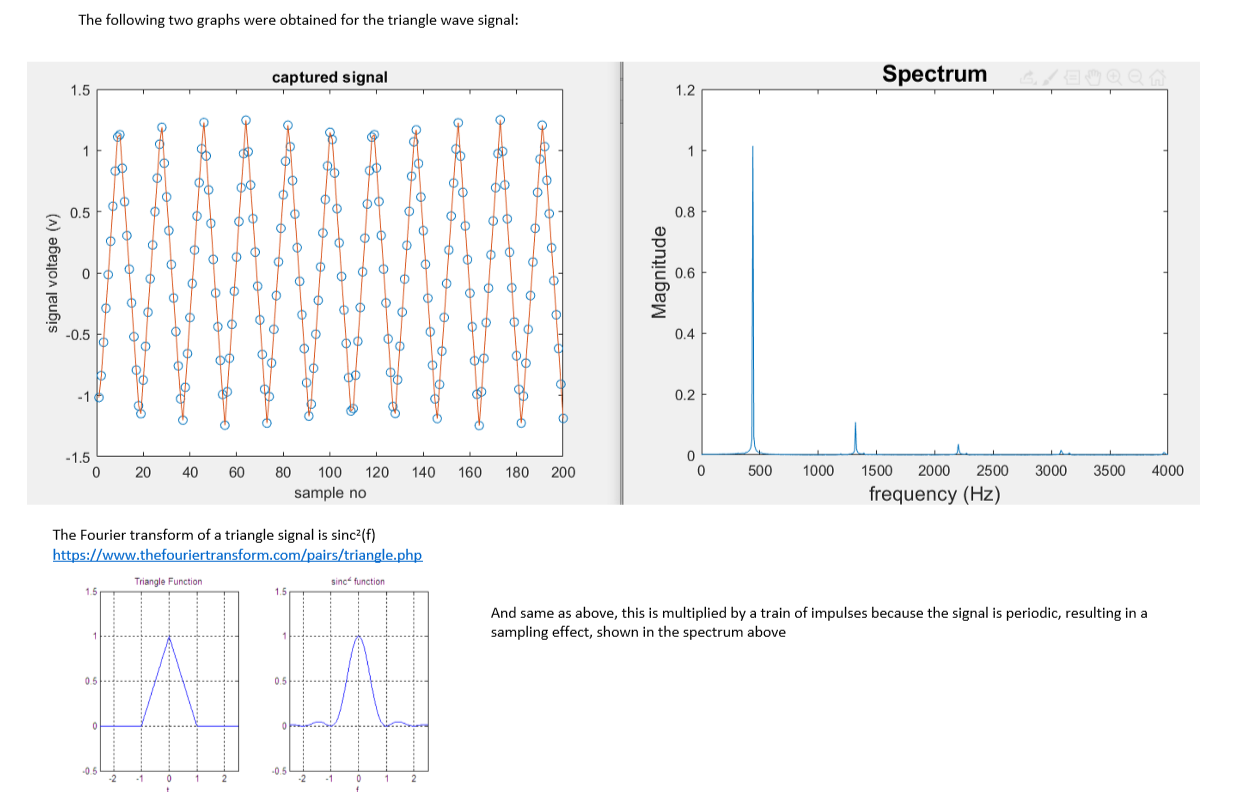 The following two graphs were obtained for the triangle wave signal:
captured signal
1.5
1
0.5
0
-0.5
-1
-1.5
signal voltage (v)
0 20 40 60 80 100 120 140 160 180 200
sample no
Spectrum
1.2
1
0.8
0.6
0.4
0.2
0
Magnitude
0 500 1000 1500 2000 2500 3000 3500 4000
frequency (Hz)
The Fourier transform of a triangle signal is sinc²(f)
https://www.thefouriertransform.com/pairs/triangle.php
Triangle Function
1.5
1
0.5
0
-0.5
-2 -1 0 1 2
t
sinc² function
1.5
1
0.5
0
-0.5
-2 -1 0 1 2
f
And same as above, this is multiplied by a train of impulses because the signal is periodic, resulting in a
sampling effect, shown in the spectrum above